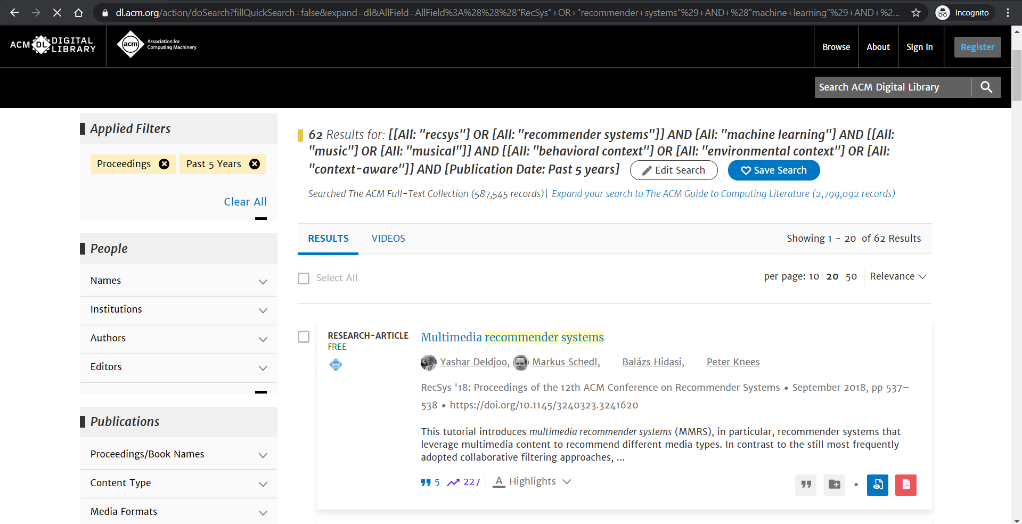 dl.acm.org/action/doSearch?fillQuickSearch=false&expand=dl&AllField=AllField%3A%28%28%28"RecSys"+OR+"recommender+systems"%29+AND+%28"machine+learning"%29+AND+%2...
Incognito
ACM DL DIGITAL LIBRARY
acm Association for Computing Machinery
Browse About Sign In Register
Search ACM Digital Library
Applied Filters
Proceedings Past 5 Years
Clear All
People
Names
Institutions
Authors
Editors
Publications
Proceedings/Book Names
Content Type
Media Formats
62 Results for: [[All: "recsys"] OR [All: "recommender systems"]] AND [All: "machine learning"] AND [[All:
"music"] OR [All: "musical"]] AND [[All: "behavioral context"] OR [All: "environmental context"] OR [All:
"context-aware"]] AND [Publication Date: Past 5 years] Edit Search Save Search
Searched The ACM Full-Text Collection (587,545 records)| Expand your search to The ACM Guide to Computing Literature (2,799,092 records)
RESULTS VIDEOS Showing 1 - 20 of 62 Results
Select All per page: 10 20 50 Relevance
RESEARCH-ARTICLE
FREE
Multimedia recommender systems
Yashar Deldjoo, Markus Schedl, Balázs Hidasi, Peter Knees
RecSys '18: Proceedings of the 12th ACM Conference on Recommender Systems • September 2018, pp 537–
538 • https://doi.org/10.1145/3240323.3241620
This tutorial introduces multimedia recommender systems (MMRS), in particular, recommender systems that
leverage multimedia content to recommend different media types. In contrast to the still most frequently
adopted collaborative filtering approaches, ...
5 227 A Highlights